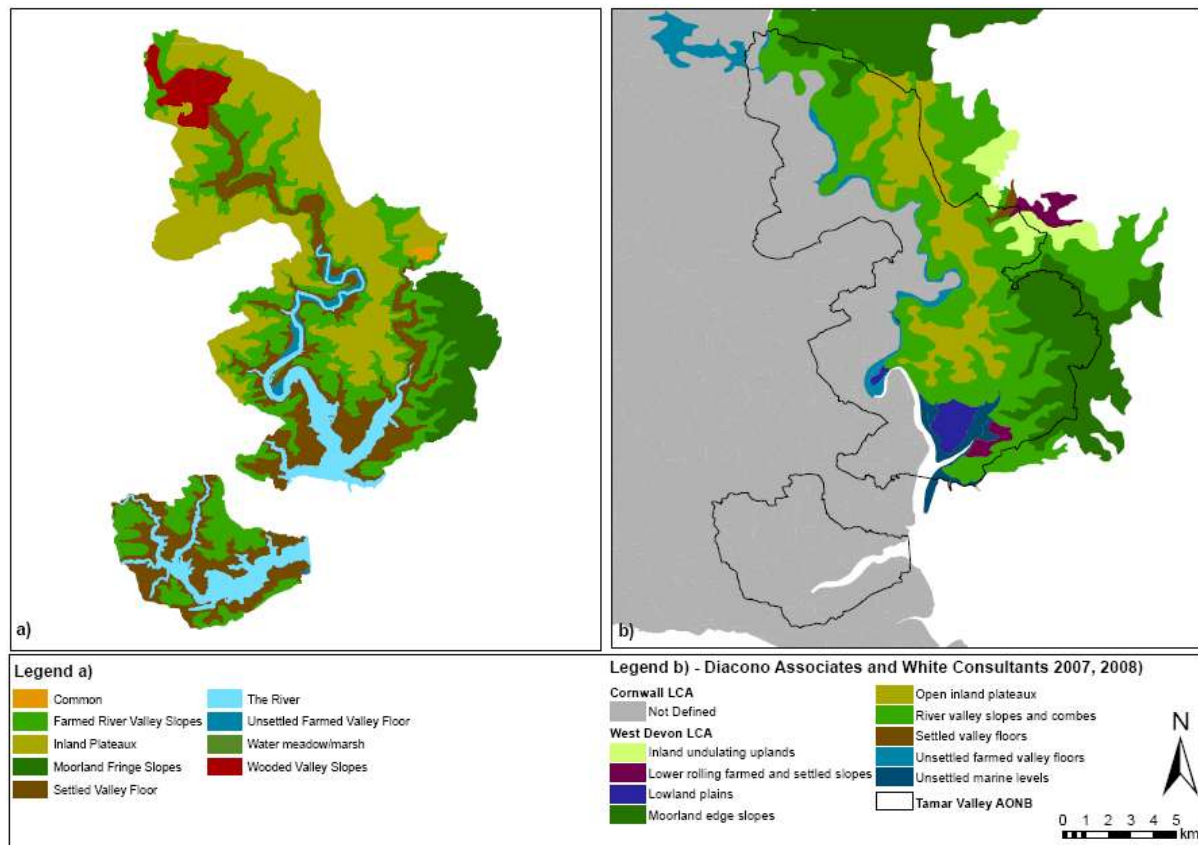 a)
b)
Legend a)
Common
Farmed River Valley Slopes
Inland Plateaux
Moorland Fringe Slopes
Settled Valley Floor
The River
Unsettled Farmed Valley Floor
Water meadow/marsh
Wooded Valley Slopes
Legend b) - Diacono Associates and White Consultants 2007, 2008)
Cornwall LCA
Not Defined
West Devon LCA
Inland undulating uplands
Lower rolling farmed and settled slopes
Lowland plains
Moorland edge slopes
Open inland plateaux
River valley slopes and combes
Settled valley floors
Unsettled farmed valley floors
Unsettled marine levels
Tamar Valley AONB
N
0 1 2 3 4 5
km